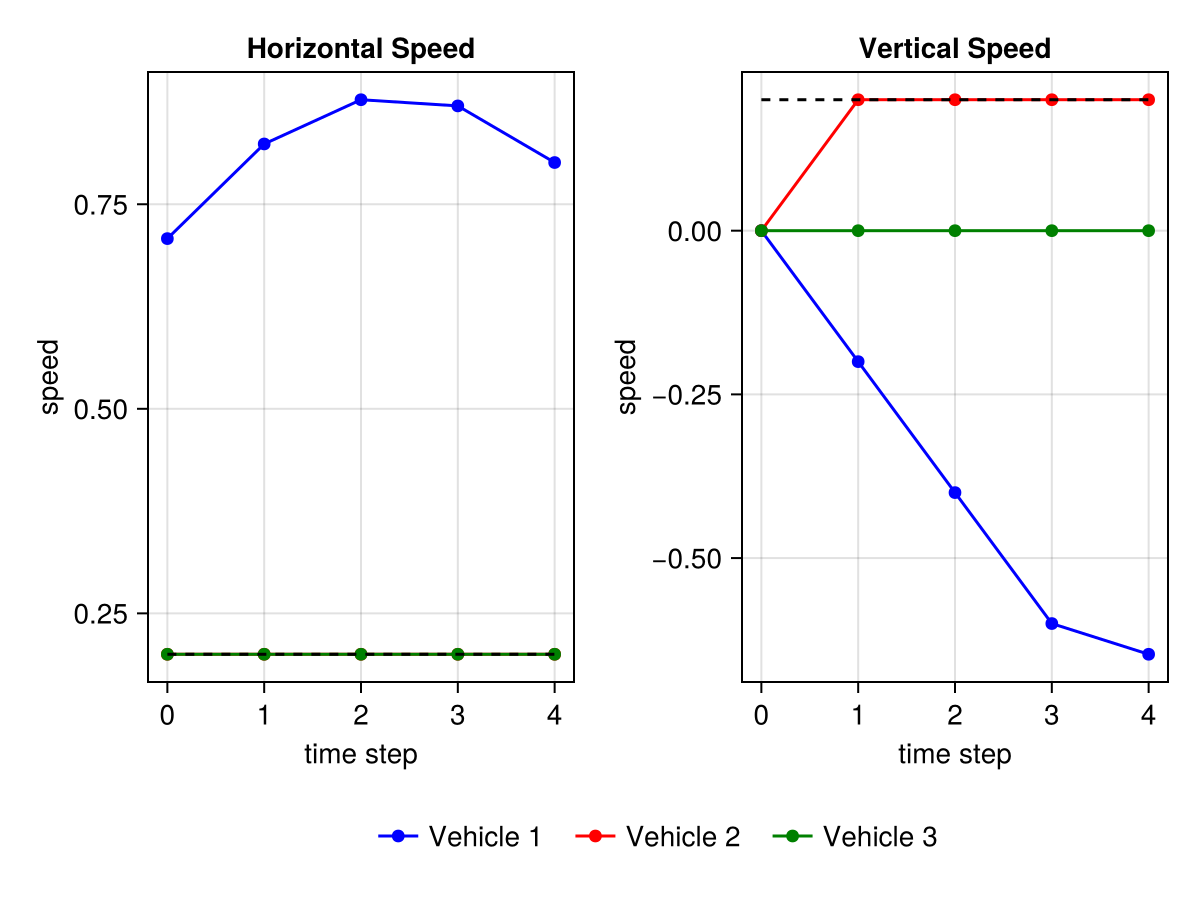 Horizontal Speed
Vertical Speed
speed
0.75
0.50
0.25
0 1 2 3 4
time step
speed
0.00
−0.25
−0.50
0 1 2 3 4
time step
Vehicle 1 Vehicle 2 Vehicle 3